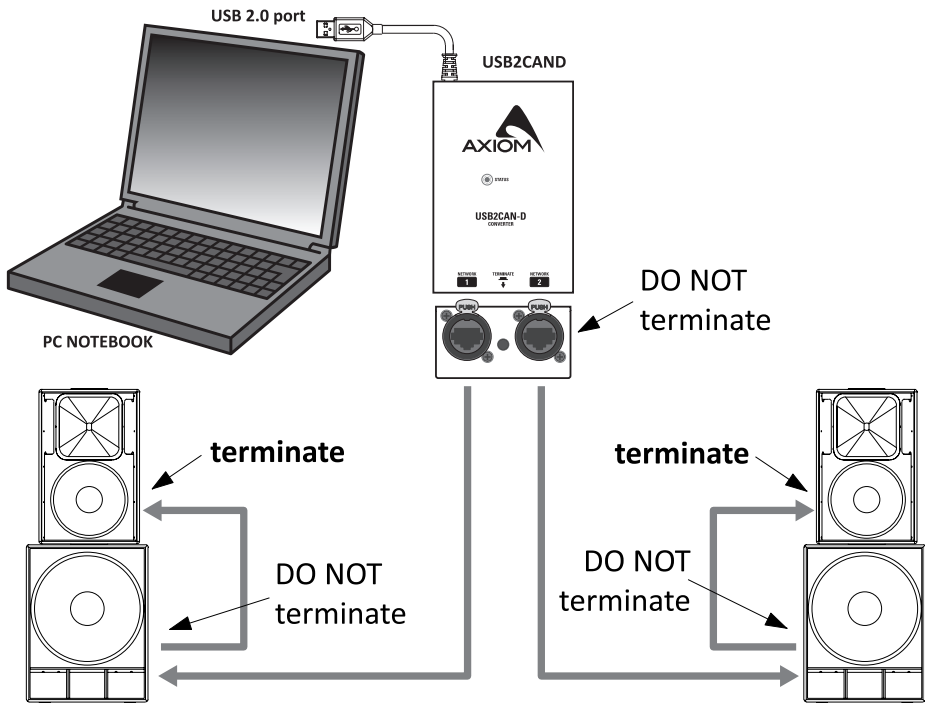 USB 2.0 port
USB2CAND
AXIOM
STATUS
USB2CAN-D
CONVERTER
NETWORK
1
TERMINATE
NETWORK
2
PUSH
PUSH
DO NOT
terminate
PC NOTEBOOK
terminate
terminate
DO NOT
terminate
DO NOT
terminate